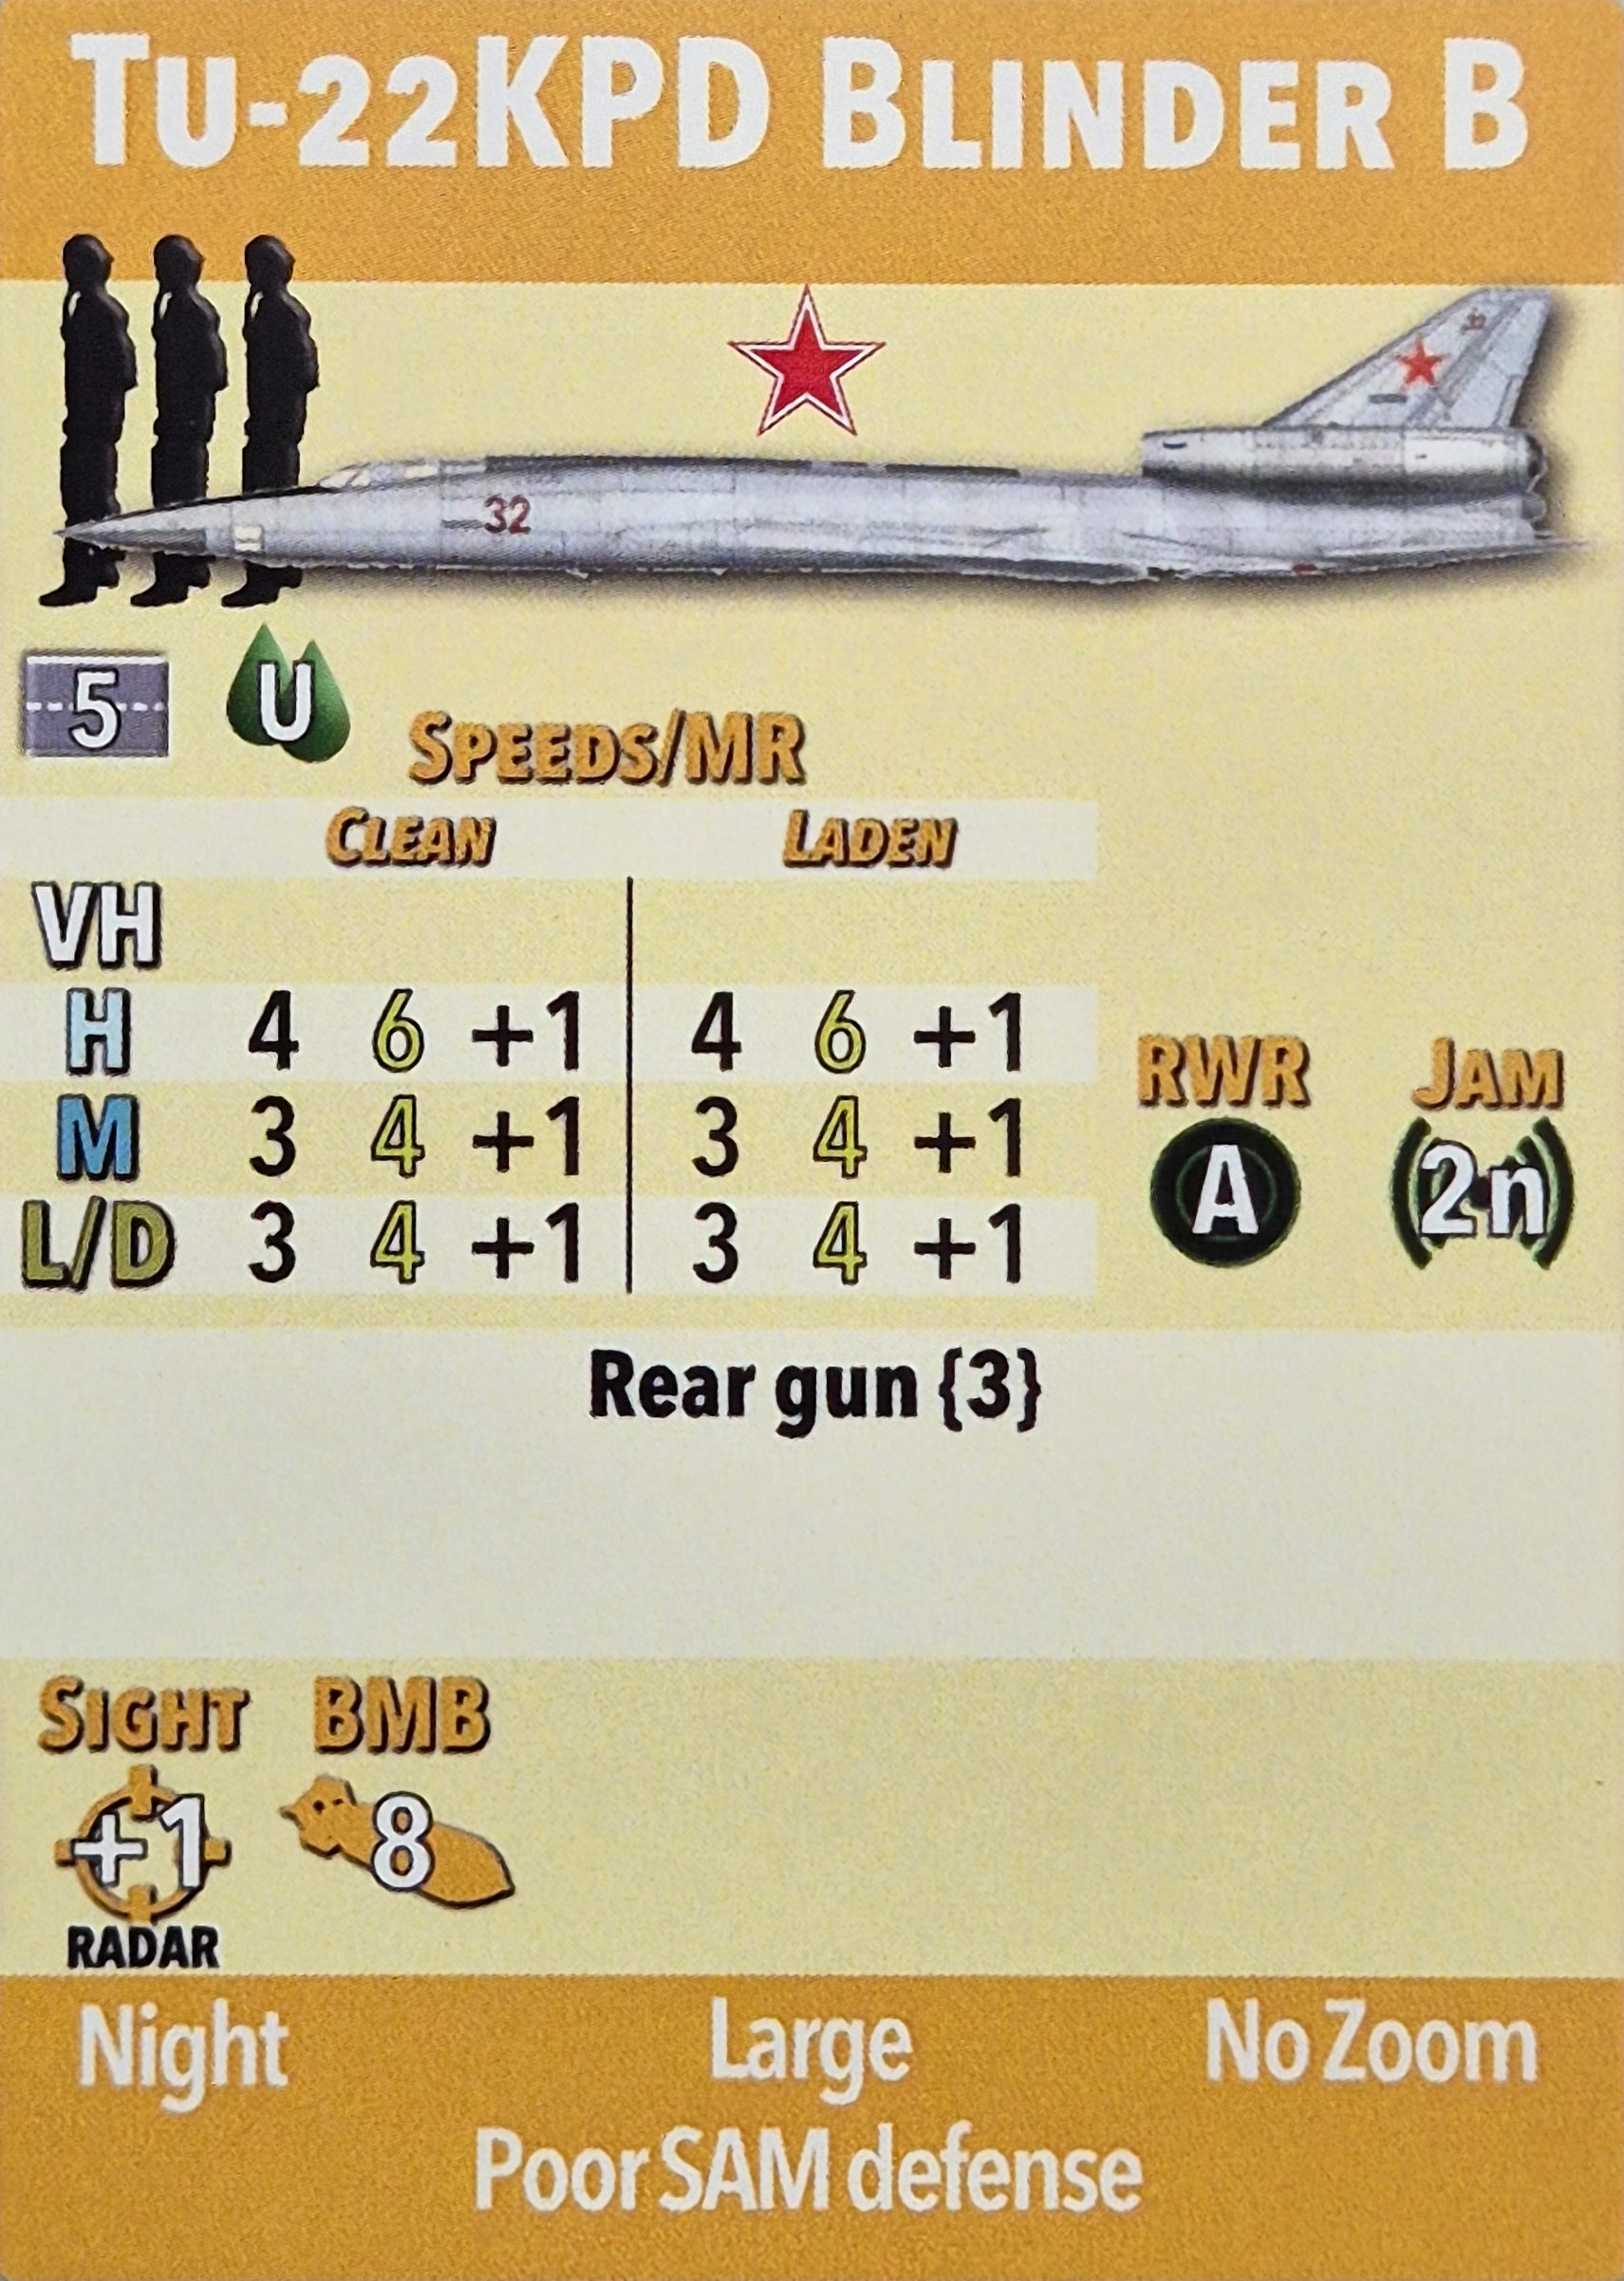 TU-22KPD BLINDER B
32
32
5 U
SPEEDS/MR
CLEAN LADEN
VH
H 4 6 +1 4 6 +1
M 3 4 +1 3 4 +1
L/D 3 4 +1 3 4 +1
RWR JAM
A (2n)
Rear gun {3}
SIGHT BMB
+1 8
RADAR
Night Large No Zoom
Poor SAM defense